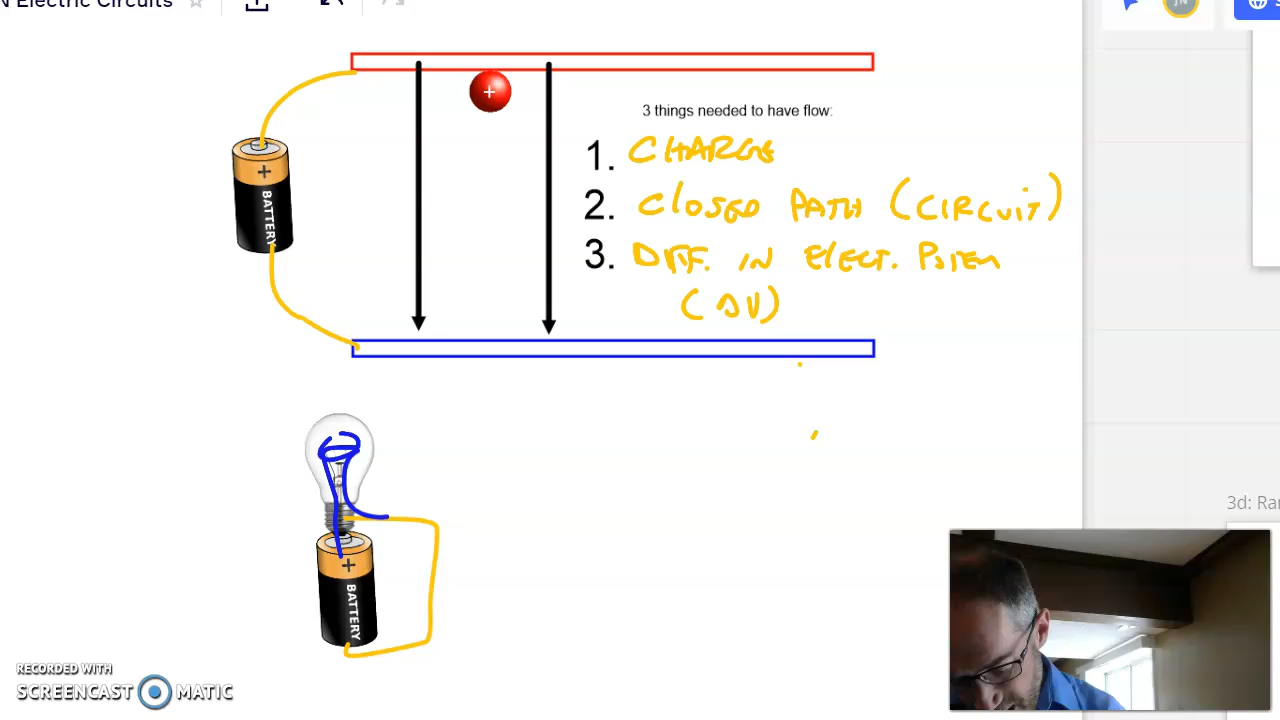 Electric Circuits
+
+
3 things needed to have flow:
1. CHARGE
2. CLOSED PATH (CIRCUIT)
3. DIFF. IN ELECT. POTEN
(ΔV)
BATTERY
+
BATTERY
3d: Ra
RECORDED WITH
SCREENCAST MATIC